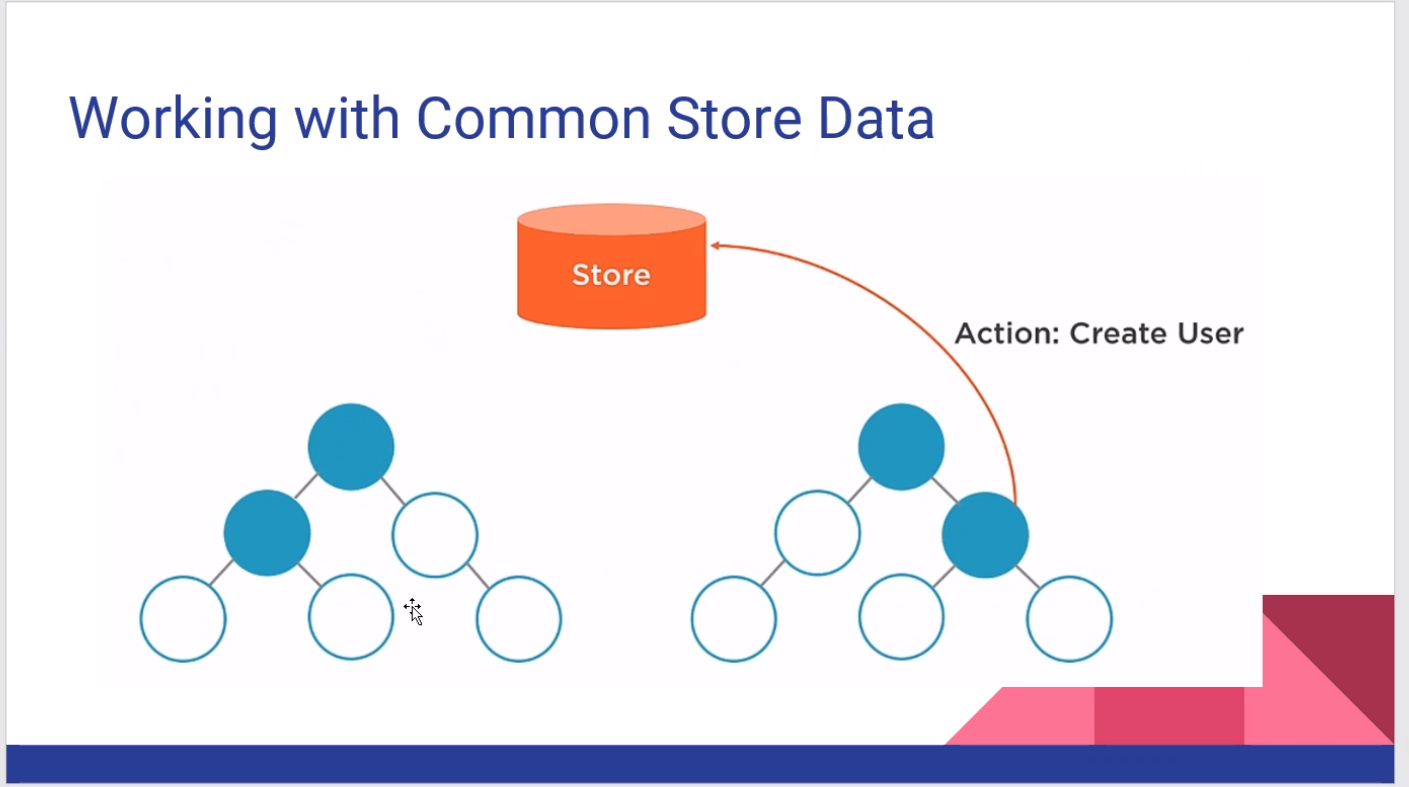 Working with Common Store Data
Store
Action: Create User